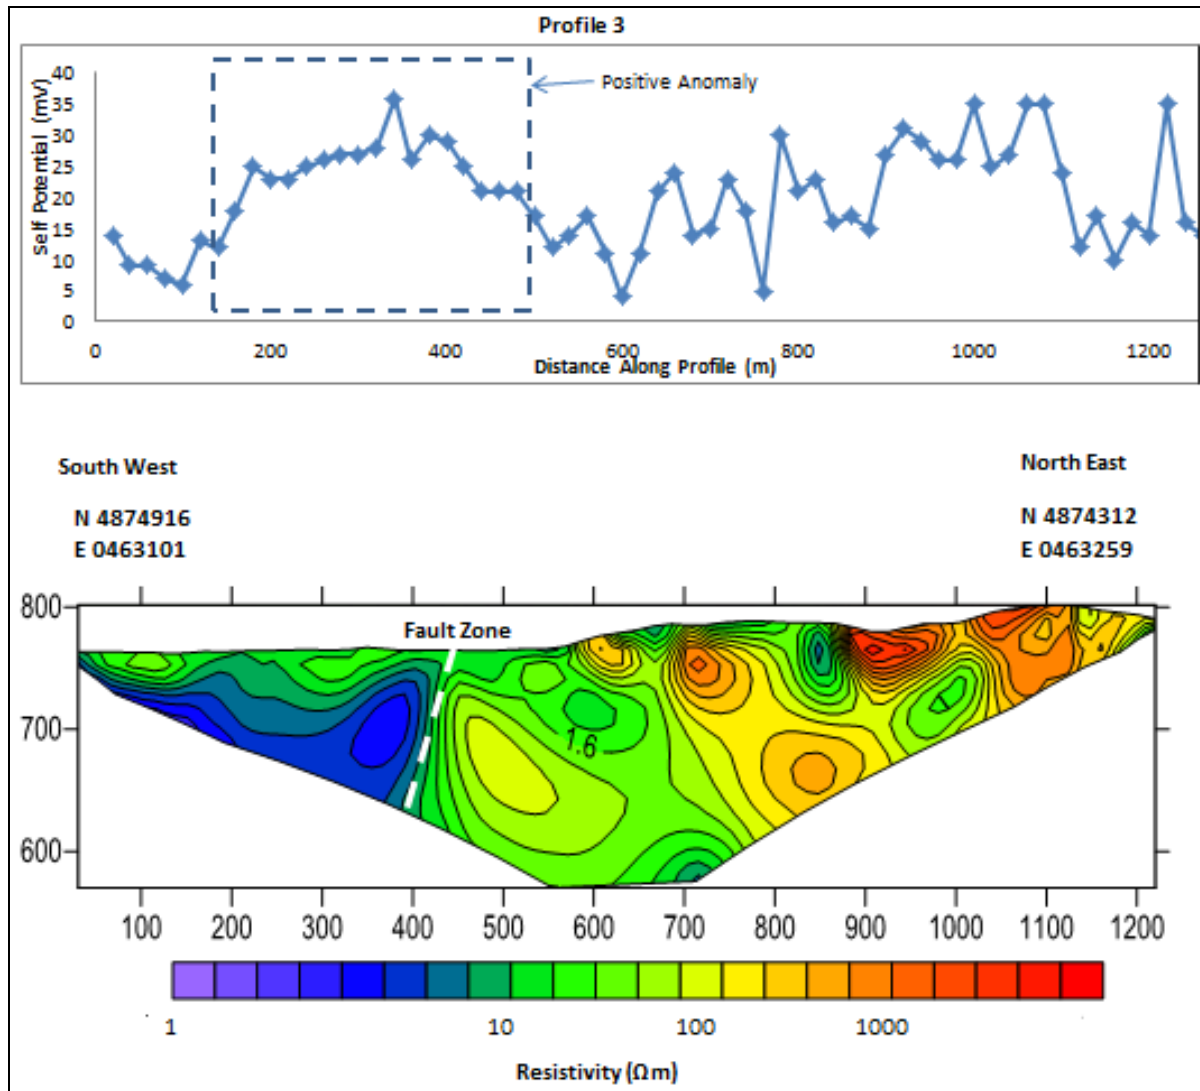 Profile 3
40
35
30
25
20
15
10
5
0
Self Potential (mV)
Positive Anomaly
0 200 400 600 800 1000 1200
Distance Along Profile (m)
South West North East
N 4874916 N 4874312
E 0463101 E 0463259
800
700
600
Fault Zone
1.6
100 200 300 400 500 600 700 800 900 1000 1100 1200
1 10 100 1000
Resistivity (Ωm)